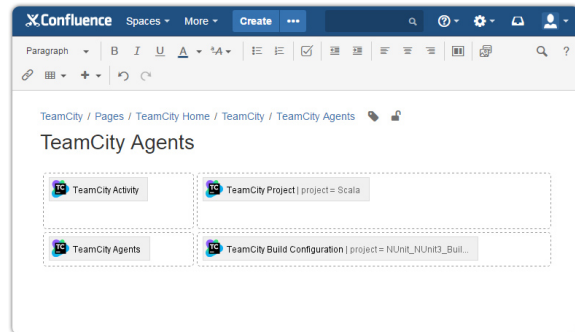 Confluence Spaces More Create •••
Paragraph B I U A A ?
TeamCity / Pages / TeamCity Home / TeamCity / TeamCity Agents
TeamCity Agents
TC TeamCity Activity TC TeamCity Project | project = Scala
TC TeamCity Agents TC TeamCity Build Configuration | project = NUnit_NUnit3_Buil...